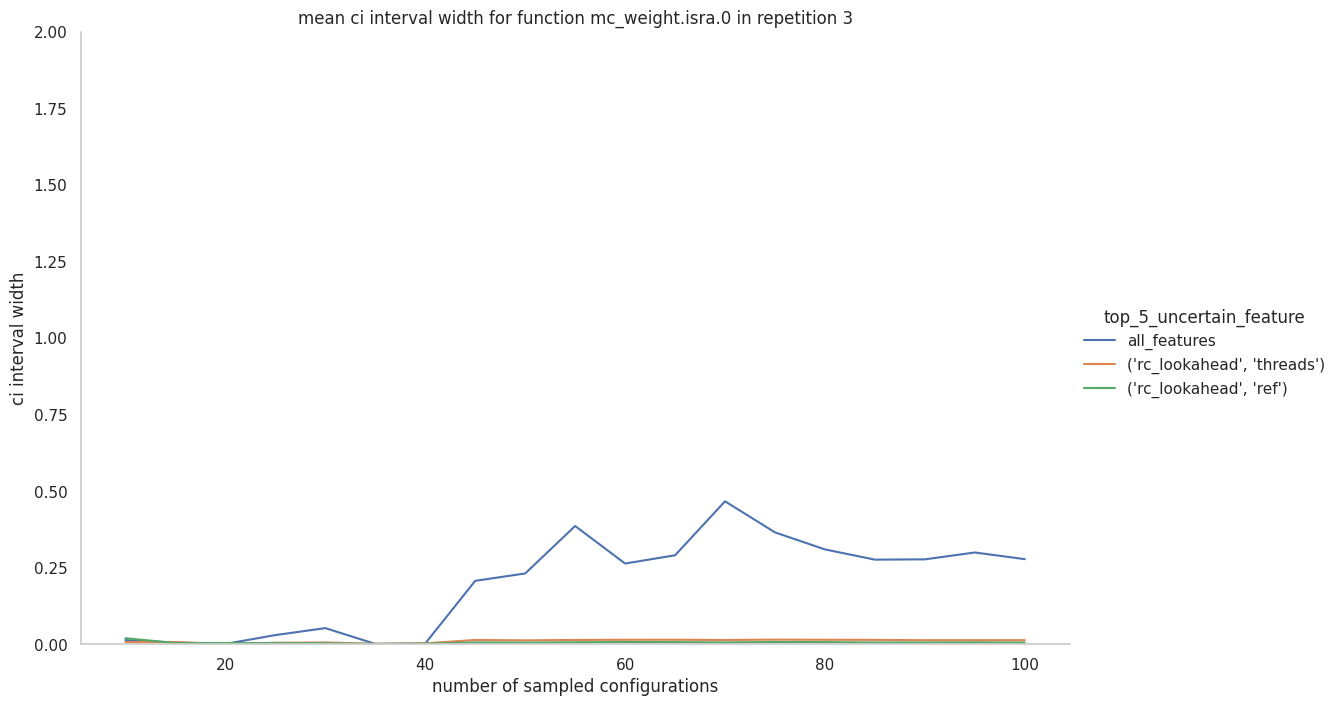 mean ci interval width for function mc_weight.isra.0 in repetition 3
2.00
1.75
1.50
1.25
1.00
0.75
0.50
0.25
0.00
ci interval width
20
40
60
80
100
number of sampled configurations
top_5_uncertain_feature
all_features
('rc_lookahead', 'threads')
('rc_lookahead', 'ref')